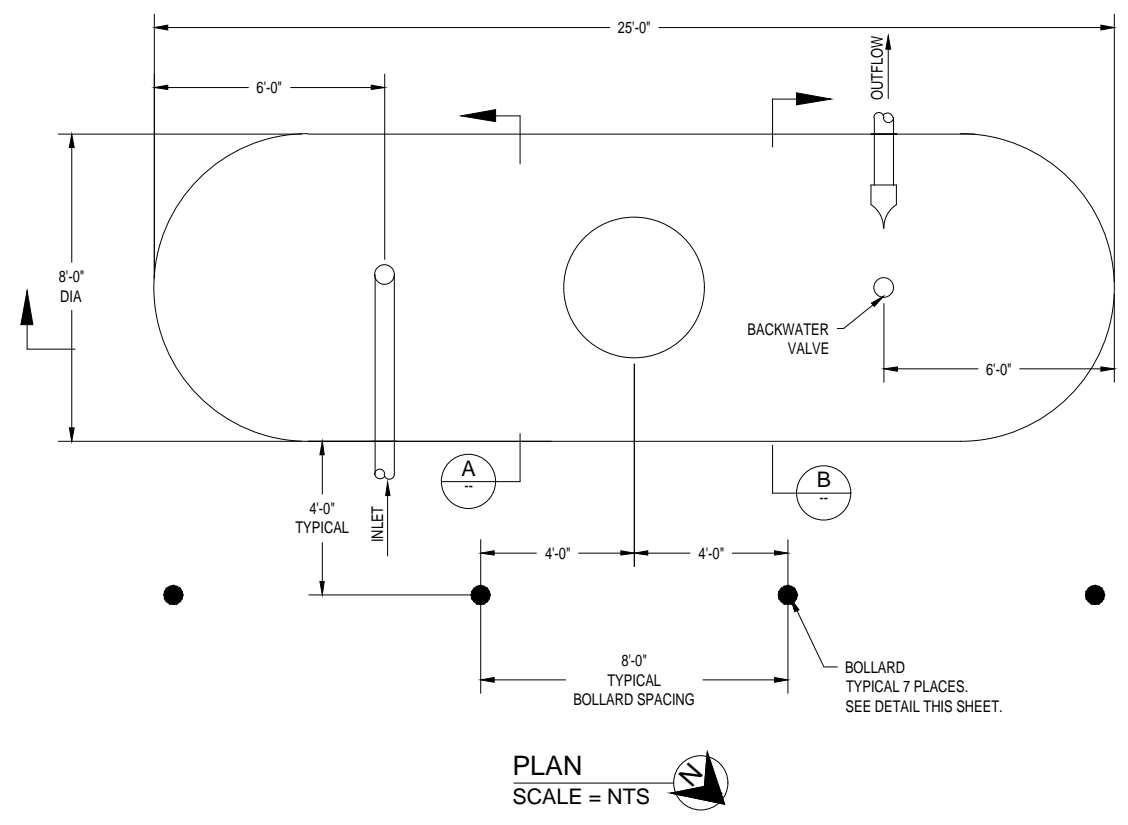 25'-0"
6'-0"
OUTFLOW
8'-0"
DIA
BACKWATER
VALVE
6'-0"
A
--
B
--
4'-0"
TYPICAL
INLET
4'-0"
4'-0"
8'-0"
TYPICAL
BOLLARD SPACING
BOLLARD
TYPICAL 7 PLACES.
SEE DETAIL THIS SHEET.
PLAN
SCALE = NTS
N